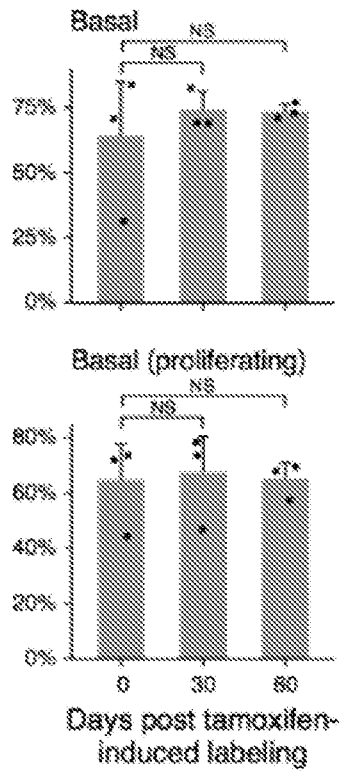 Basal
NS
NS
75%
50%
25%
0%
Basal (proliferating)
NS
NS
80%
60%
40%
20%
0%
0 30 60
Days post tamoxifen-
induced labeling